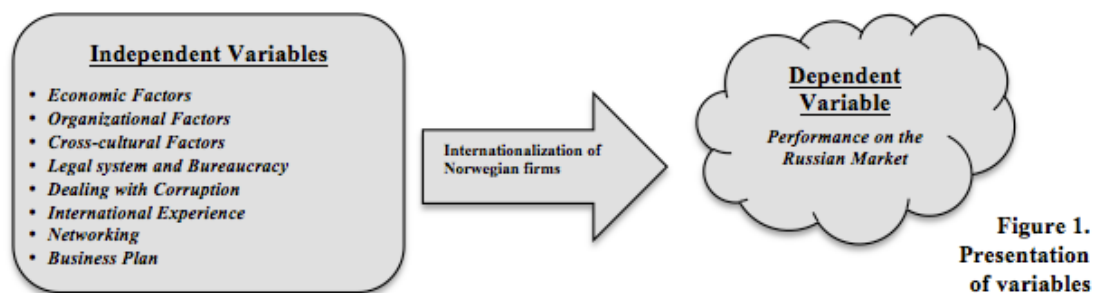 Independent Variables
• Economic Factors
• Organizational Factors
• Cross-cultural Factors
• Legal system and Bureaucracy
• Dealing with Corruption
• International Experience
• Networking
• Business Plan
Internationalization of
Norwegian firms
Dependent
Variable
Performance on the
Russian Market
Figure 1.
Presentation
of variables